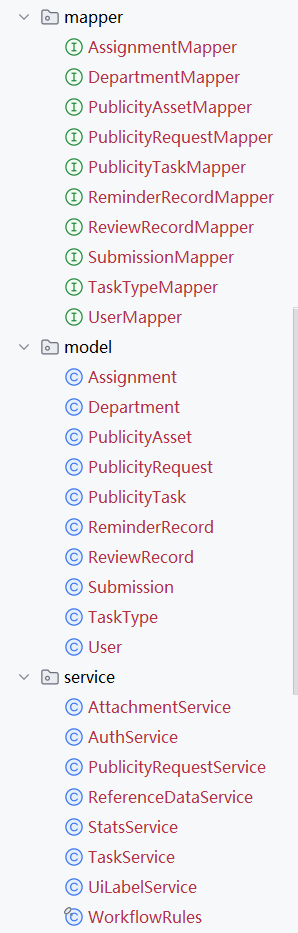 mapper
AssignmentMapper
DepartmentMapper
PublicityAssetMapper
PublicityRequestMapper
PublicityTaskMapper
ReminderRecordMapper
ReviewRecordMapper
SubmissionMapper
TaskTypeMapper
UserMapper
model
Assignment
Department
PublicityAsset
PublicityRequest
PublicityTask
ReminderRecord
ReviewRecord
Submission
TaskType
User
service
AttachmentService
AuthService
PublicityRequestService
ReferenceDataService
StatsService
TaskService
UiLabelService
WorkflowRules